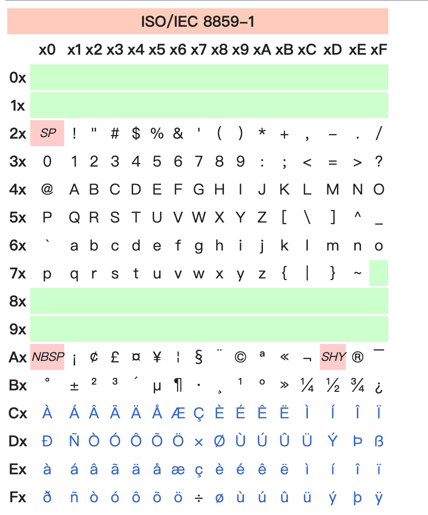 ISO/IEC 8859-1
x0 x1 x2 x3 x4 x5 x6 x7 x8 x9 xA xB xC xD xE xF
0x
1x
2x SP ! " # $ % & ' ( ) * + , - . /
3x 0 1 2 3 4 5 6 7 8 9 : ; < = > ?
4x @ A B C D E F G H I J K L M N O
5x P Q R S T U V W X Y Z [ \ ] ^ _
6x ` a b c d e f g h i j k l m n o
7x p q r s t u v w x y z { | } ~
8x
9x
Ax NBSP ¡ ¢ £ ¤ ¥ ¦ § ¨ © ª « ¬ SHY ® ¯
Bx ° ± ² ³ ´ µ ¶ · ¸ ¹ º » ¼ ½ ¾ ¿
Cx À Á Â Ã Ä Å Æ Ç È É Ê Ë Ì Í Î Ï
Dx Ð Ñ Ò Ó Ô Õ Ö × Ø Ù Ú Û Ü Ý Þ ß
Ex à á â ã ä å æ ç è é ê ë ì í î ï
Fx ð ñ ò ó ô õ ö ÷ ø ù ú û ü ý þ ÿ